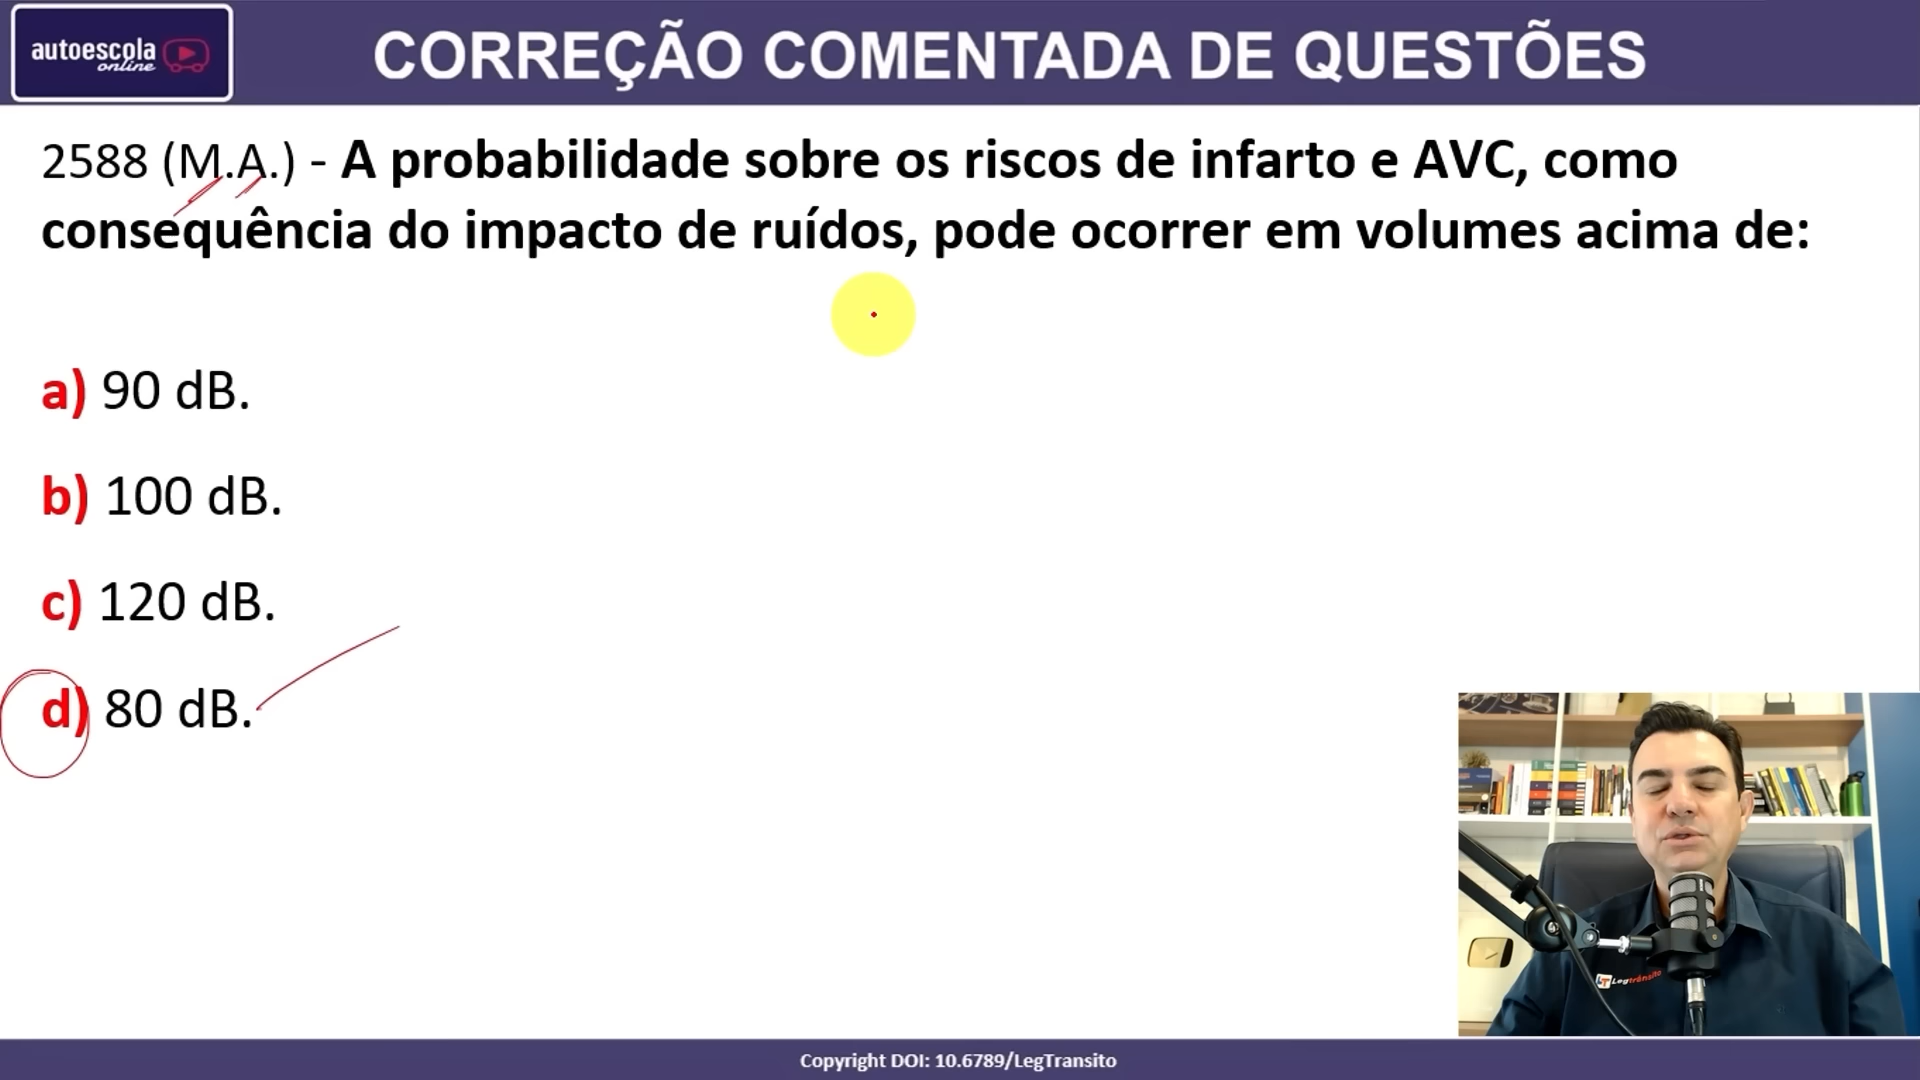 autoescola
online
CORREÇÃO COMENTADA DE QUESTÕES
2588 (M.A.) - A probabilidade sobre os riscos de infarto e AVC, como
consequência do impacto de ruídos, pode ocorrer em volumes acima de:
a) 90 dB.
b) 100 dB.
c) 120 dB.
d) 80 dB.
LT Legtrânsito
Copyright DOI: 10.6789/LegTransito